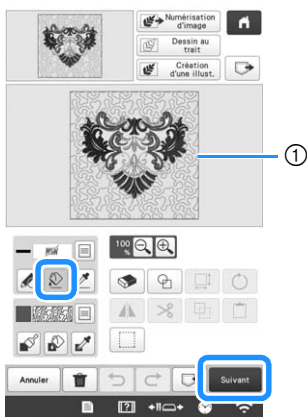 Numérisation
d'image
Dessin au
trait
Création
d'une illust.
①
100
%
Annuler
Suivant